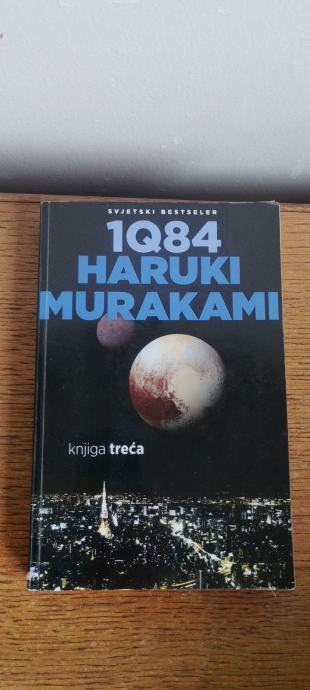 SVJETSKI BESTSELER
1Q84
HARUKI
MURAKAMI
knjiga treća